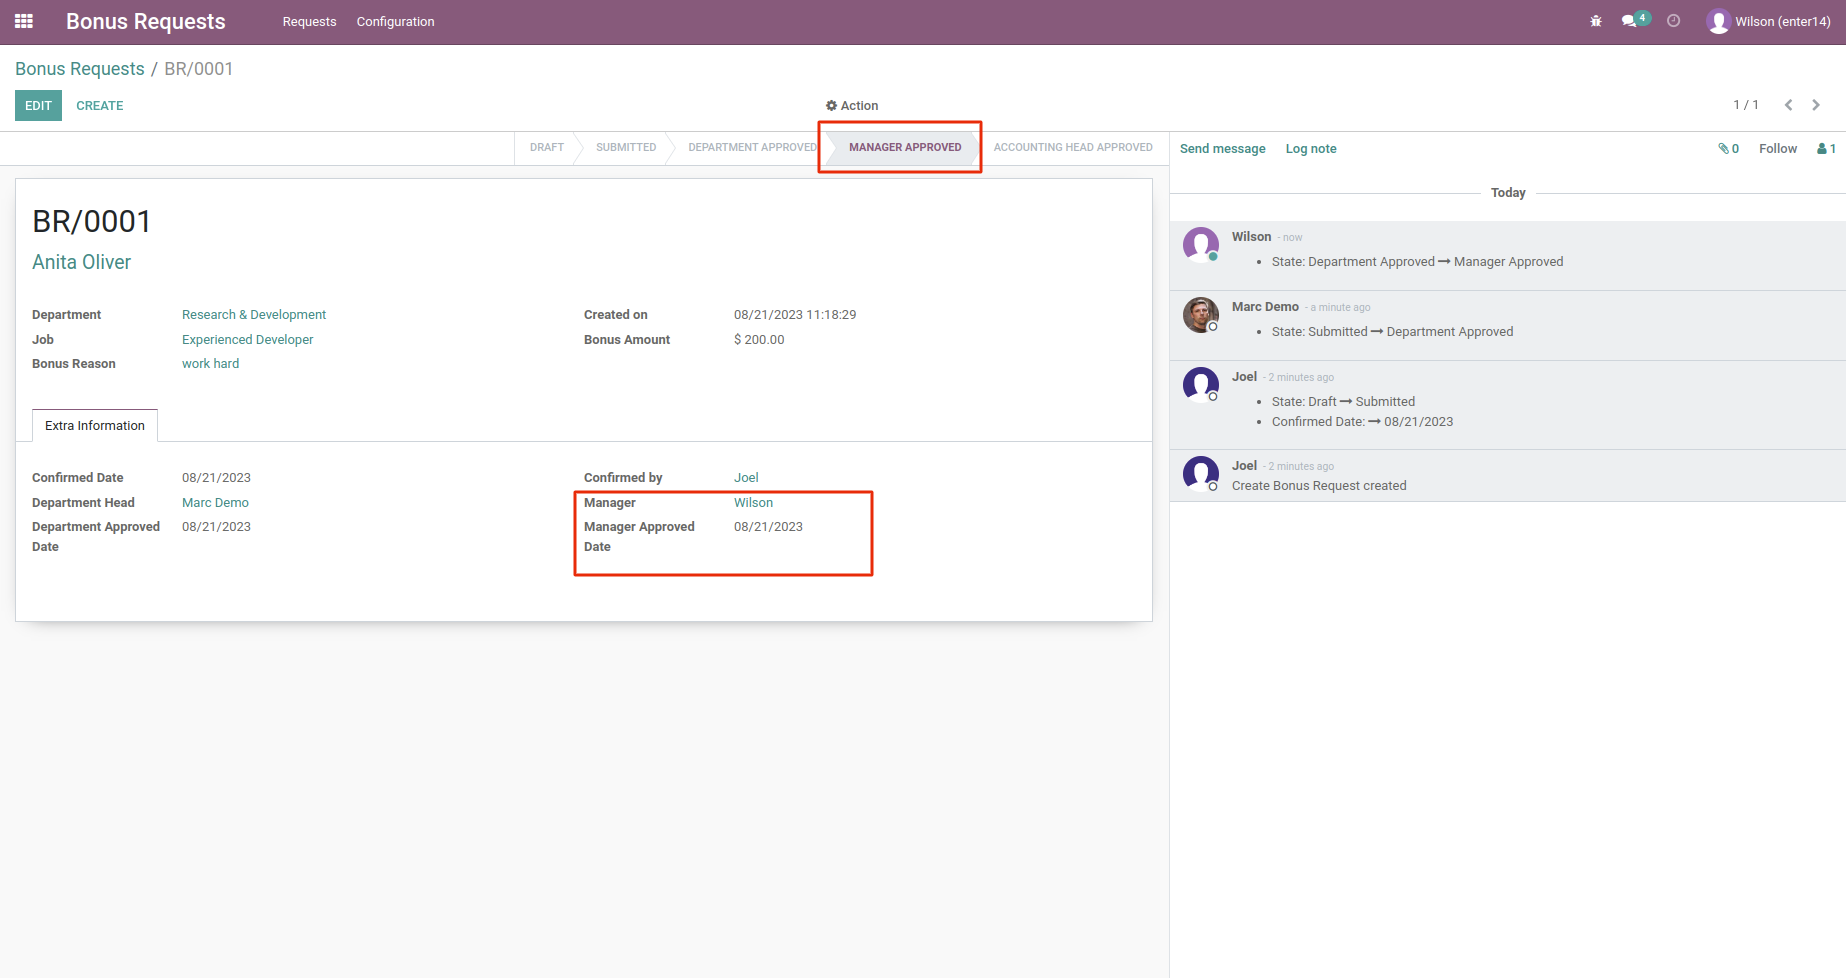 Bonus Requests Requests Configuration 4 Wilson (enter14)
Bonus Requests / BR/0001
EDIT CREATE Action 1 / 1
DRAFT SUBMITTED DEPARTMENT APPROVED MANAGER APPROVED ACCOUNTING HEAD APPROVED
BR/0001
Anita Oliver
Department Research & Development
Job Experienced Developer
Bonus Reason work hard
Created on 08/21/2023 11:18:29
Bonus Amount $ 200.00
Extra Information
Confirmed Date 08/21/2023
Department Head Marc Demo
Department Approved 08/21/2023
Date
Confirmed by Joel
Manager Wilson
Manager Approved 08/21/2023
Date
Send message Log note 0 Follow 1
Today
Wilson - now
• State: Department Approved → Manager Approved
Marc Demo - a minute ago
• State: Submitted → Department Approved
Joel - 2 minutes ago
• State: Draft → Submitted
• Confirmed Date: → 08/21/2023
Joel - 2 minutes ago
Create Bonus Request created